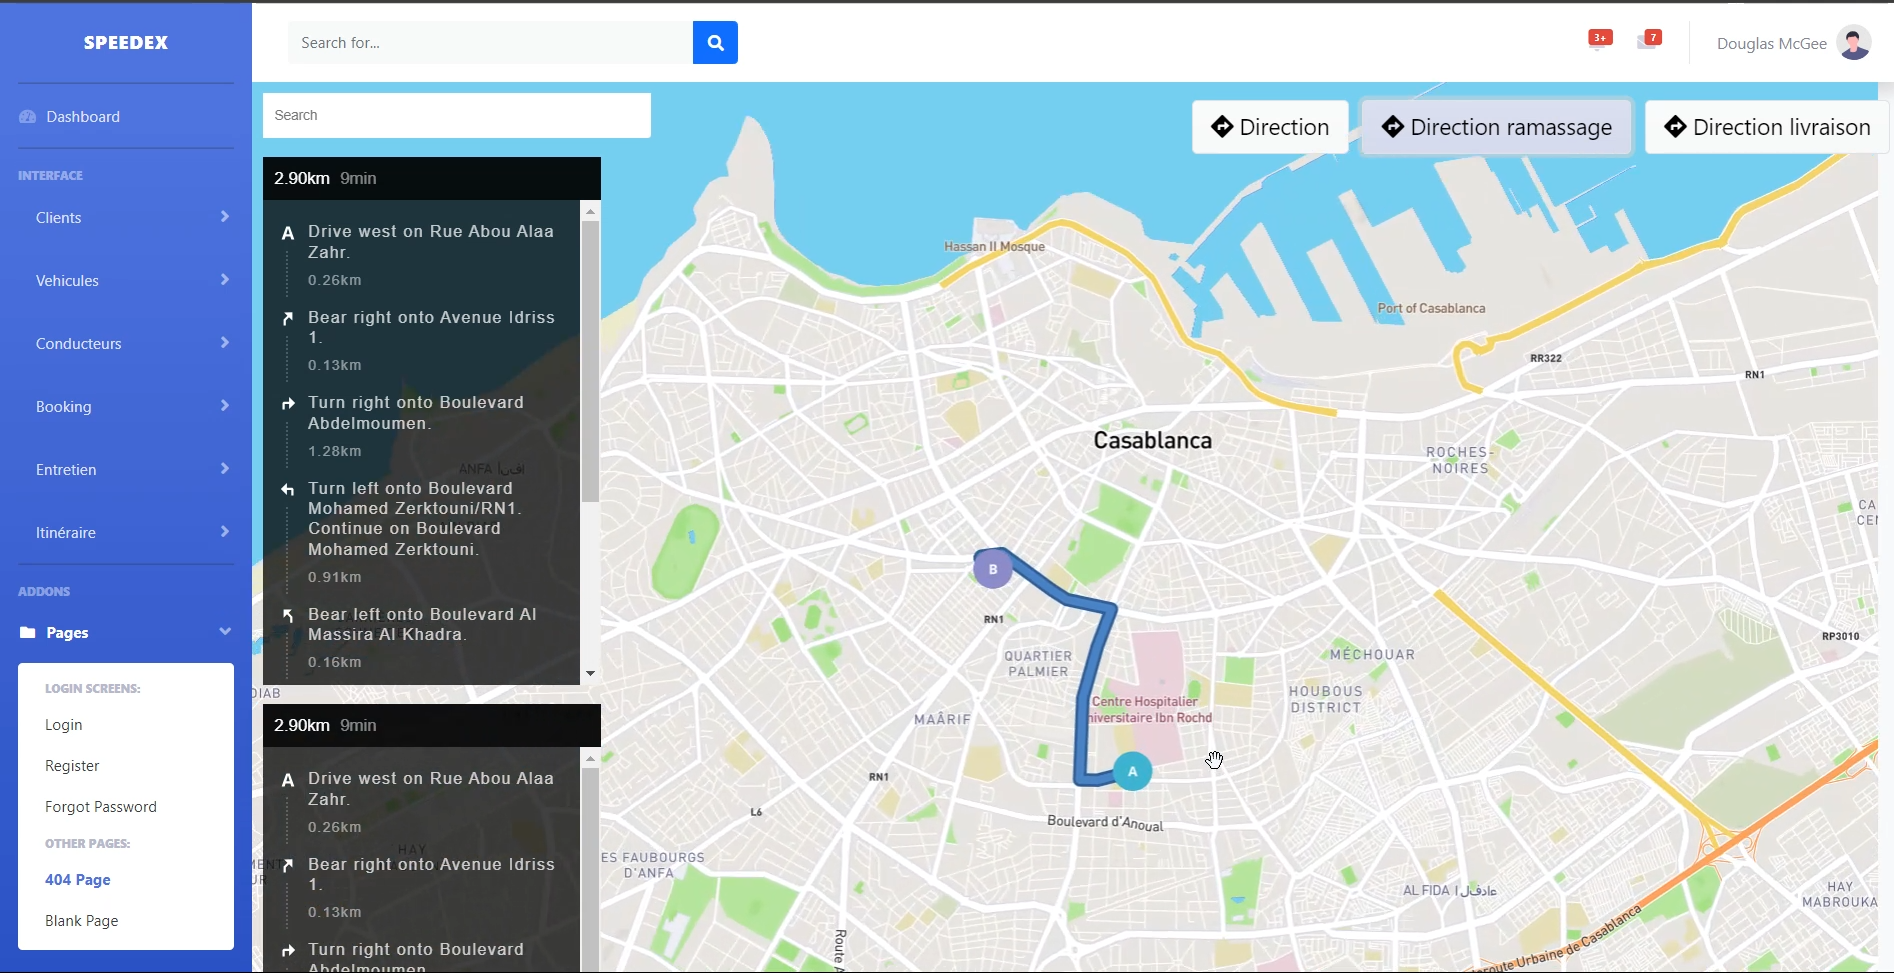 SPEEDEX
Search for...
3+
7
Douglas McGee
Dashboard
INTERFACE
Clients
Vehicules
Conducteurs
Booking
Entretien
Itinéraire
ADDONS
Pages
LOGIN SCREENS:
Login
Register
Forgot Password
OTHER PAGES:
404 Page
Blank Page
Search
Direction
Direction ramassage
Direction livraison
2.90km 9min
A Drive west on Rue Abou Alaa
Zahr.
0.26km
Bear right onto Avenue Idriss
1.
0.13km
Turn right onto Boulevard
Abdelmoumen.
1.28km
Turn left onto Boulevard
Mohamed Zerktouni/RN1.
Continue on Boulevard
Mohamed Zerktouni.
0.91km
Bear left onto Boulevard Al
Massira Al Khadra.
0.16km
2.90km 9min
A Drive west on Rue Abou Alaa
Zahr.
0.26km
Bear right onto Avenue Idriss
1.
0.13km
Turn right onto Boulevard
Abdelmoumen.
Hassan II Mosque
Port of Casablanca
RR322
RN1
Casablanca
ROCHES-
NOIRES
CA
CEN
B
RN1
QUARTIER
PALMIER
MÉCHOUAR
RP3010
HOUBOUS
DISTRICT
Centre Hospitalier
niversitaire Ibn Rochd
MAÂRIF
A
RN1
L6
Boulevard d'Anoual
ES FAUBOURGS
D'ANFA
AL FIDA
HAY
MABROUKA
Route
oroute Urbaine de Casablanca
DIAB
ANFA
HAY